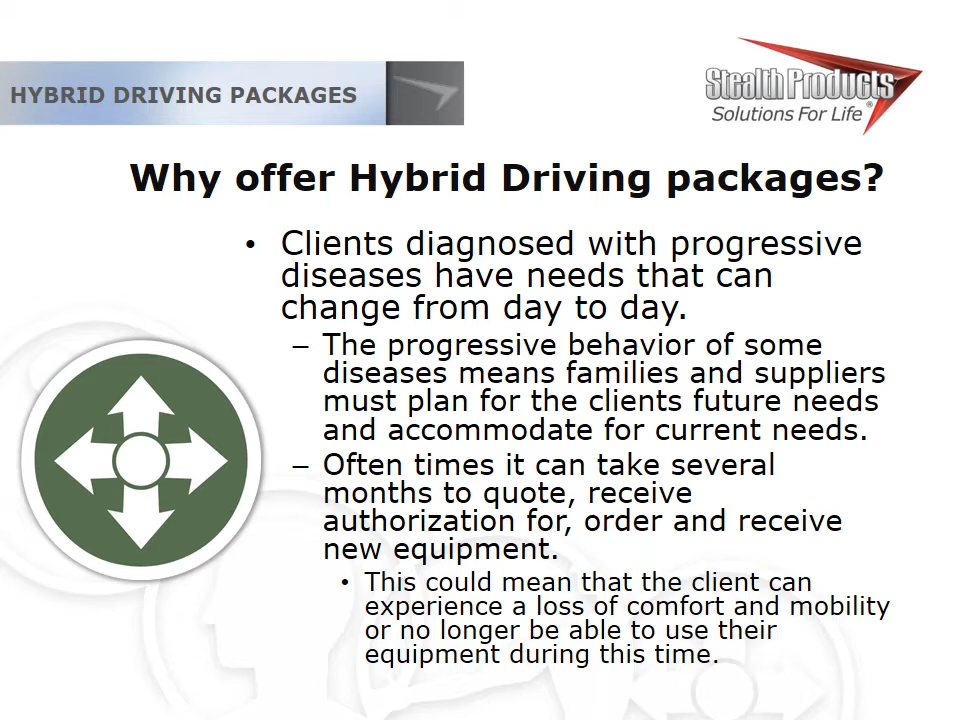 HYBRID DRIVING PACKAGES
Stealth Products®
Solutions For Life
Why offer Hybrid Driving packages?
• Clients diagnosed with progressive
diseases have needs that can
change from day to day.
– The progressive behavior of some
diseases means families and suppliers
must plan for the clients future needs
and accommodate for current needs.
– Often times it can take several
months to quote, receive
authorization for, order and receive
new equipment.
• This could mean that the client can
experience a loss of comfort and mobility
or no longer be able to use their
equipment during this time.